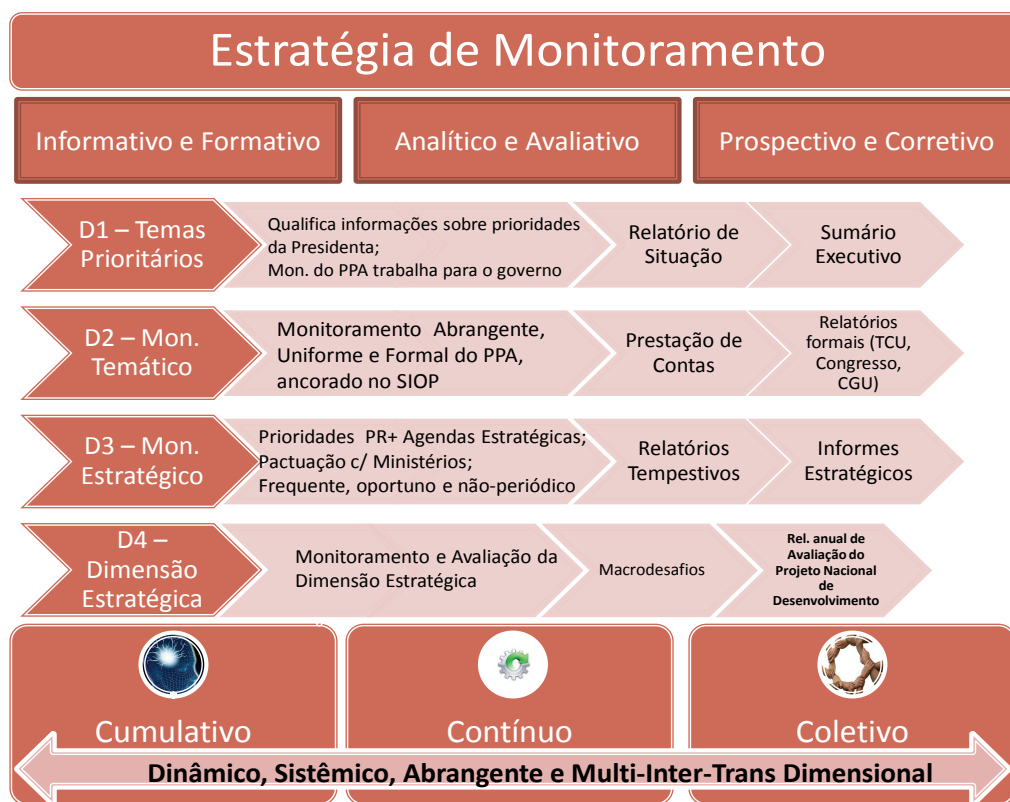 Estratégia de Monitoramento
Informativo e Formativo
Analítico e Avaliativo
Prospectivo e Corretivo
D1 – Temas
Prioritários
Qualifica informações sobre prioridades
da Presidenta;
Mon. do PPA trabalha para o governo
Relatório de
Situação
Sumário
Executivo
D2 – Mon.
Temático
Monitoramento Abrangente,
Uniforme e Formal do PPA,
ancorado no SIOP
Prestação de
Contas
Relatórios
formais (TCU,
Congresso,
CGU)
D3 – Mon.
Estratégico
Prioridades PR+ Agendas Estratégicas;
Pactuação c/ Ministérios;
Frequente, oportuno e não-periódico
Relatórios
Tempestivos
Informes
Estratégicos
D4 –
Dimensão
Estratégica
Monitoramento e Avaliação da
Dimensão Estratégica
Macrodesafios
Rel. anual de
Avaliação do
Projeto Nacional
de
Desenvolvimento
Cumulativo
Contínuo
Coletivo
Dinâmico, Sistêmico, Abrangente e Multi-Inter-Trans Dimensional